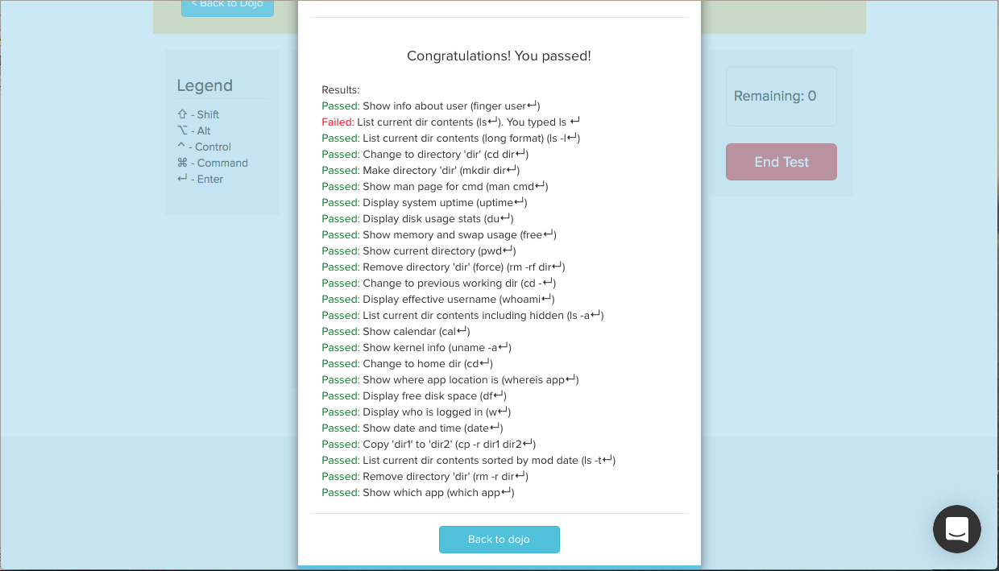 < Back to Dojo
Legend
⇧ - Shift
⌥ - Alt
^ - Control
⌘ - Command
↵ - Enter
Congratulations! You passed!
Results:
Passed: Show info about user (finger user↵)
Failed: List current dir contents (ls↵). You typed ls ↵
Passed: List current dir contents (long format) (ls -l↵)
Passed: Change to directory 'dir' (cd dir↵)
Passed: Make directory 'dir' (mkdir dir↵)
Passed: Show man page for cmd (man cmd↵)
Passed: Display system uptime (uptime↵)
Passed: Display disk usage stats (du↵)
Passed: Show memory and swap usage (free↵)
Passed: Show current directory (pwd↵)
Passed: Remove directory 'dir' (force) (rm -rf dir↵)
Passed: Change to previous working dir (cd -↵)
Passed: Display effective username (whoami↵)
Passed: List current dir contents including hidden (ls -a↵)
Passed: Show calendar (cal↵)
Passed: Show kernel info (uname -a↵)
Passed: Change to home dir (cd↵)
Passed: Show where app location is (whereis app↵)
Passed: Display free disk space (df↵)
Passed: Display who is logged in (w↵)
Passed: Show date and time (date↵)
Passed: Copy 'dir1' to 'dir2' (cp -r dir1 dir2↵)
Passed: List current dir contents sorted by mod date (ls -t↵)
Passed: Remove directory 'dir' (rm -r dir↵)
Passed: Show which app (which app↵)
Back to dojo
Remaining: 0
End Test